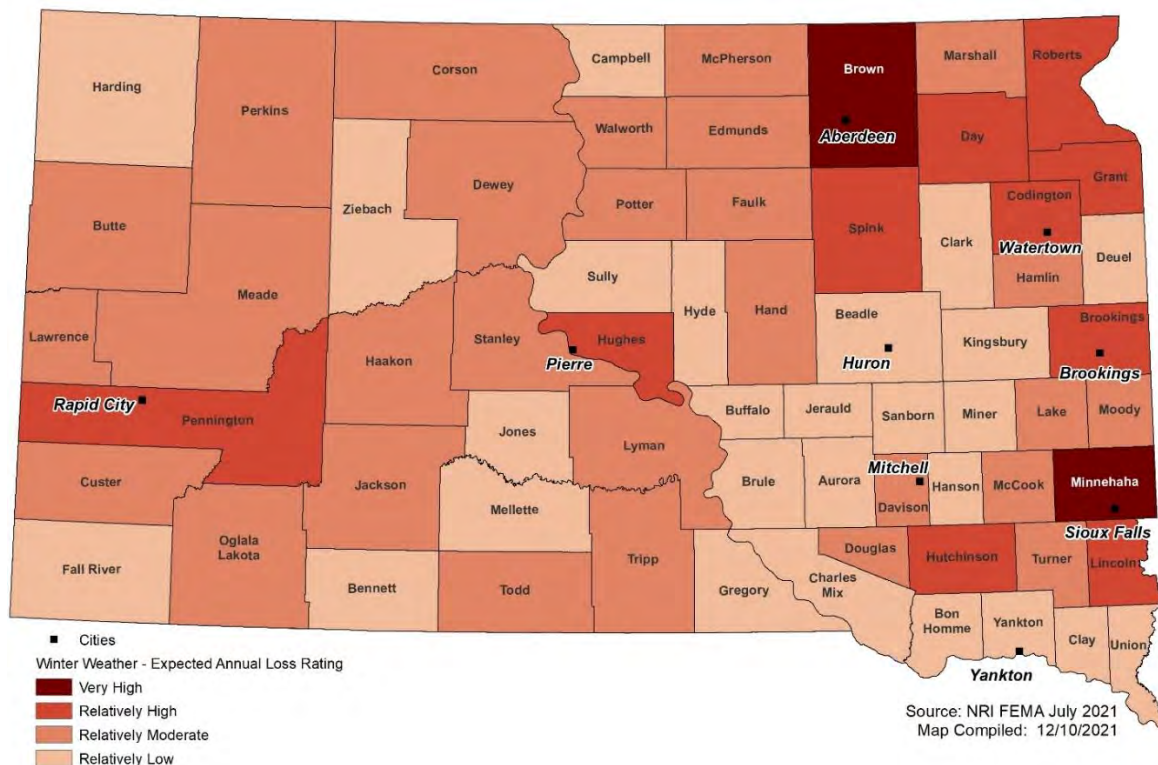 Harding
Perkins
Corson
Campbell
McPherson
Brown
Marshall
Roberts
Walworth
Edmunds
Aberdeen
Day
Butte
Ziebach
Dewey
Potter
Faulk
Spink
Clark
Codington
Grant
Watertown
Deuel
Hamlin
Meade
Sully
Hyde
Hand
Beadle
Huron
Kingsbury
Brookings
Brookings
Lawrence
Haakon
Stanley
Pierre
Hughes
Rapid City
Pennington
Jones
Lyman
Buffalo
Jerauld
Sanborn
Miner
Lake
Moody
Custer
Jackson
Mellette
Brule
Aurora
Mitchell
Davison
Hanson
McCook
Minnehaha
Sioux Falls
Fall River
Oglala
Lakota
Bennett
Todd
Tripp
Gregory
Charles
Mix
Douglas
Hutchinson
Turner
Lincoln
Bon
Homme
Yankton
Clay
Union
Yankton
Cities
Winter Weather - Expected Annual Loss Rating
Very High
Relatively High
Relatively Moderate
Relatively Low
Source: NRI FEMA July 2021
Map Compiled: 12/10/2021